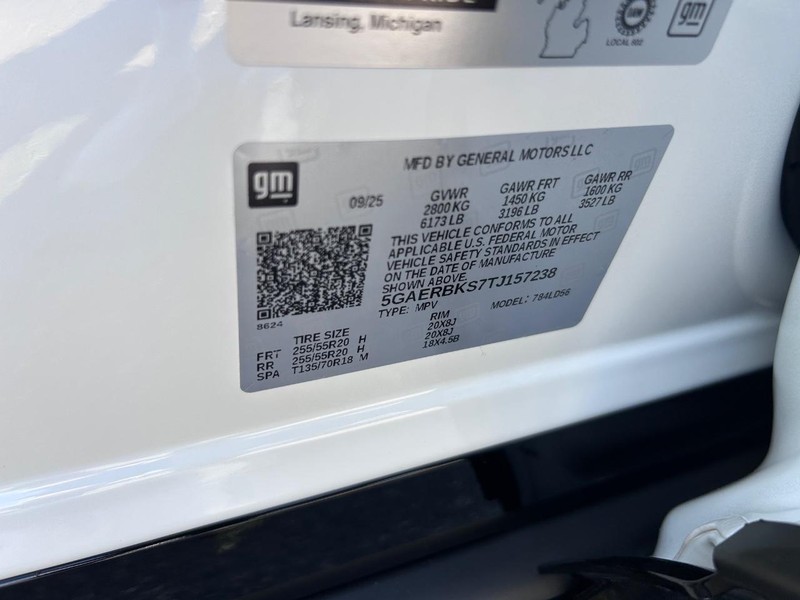 Lansing, Michigan
LOCAL 602
gm
gm
MFD BY GENERAL MOTORS LLC
09/25
GVWR
2800 KG
6173 LB
GAWR FRT
1450 KG
3196 LB
GAWR RR
1600 KG
3527 LB
THIS VEHICLE CONFORMS TO ALL
APPLICABLE U.S. FEDERAL MOTOR
VEHICLE SAFETY STANDARDS IN EFFECT
ON THE DATE OF MANUFACTURE
SHOWN ABOVE.
5GAERBKS7TJ157238
TYPE: MPV MODEL: 784LD56
8624
TIRE SIZE RIM
FRT 255/55R20 H 20X8J
RR 255/55R20 H 20X8J
SPA T135/70R18 M 18X4.5B